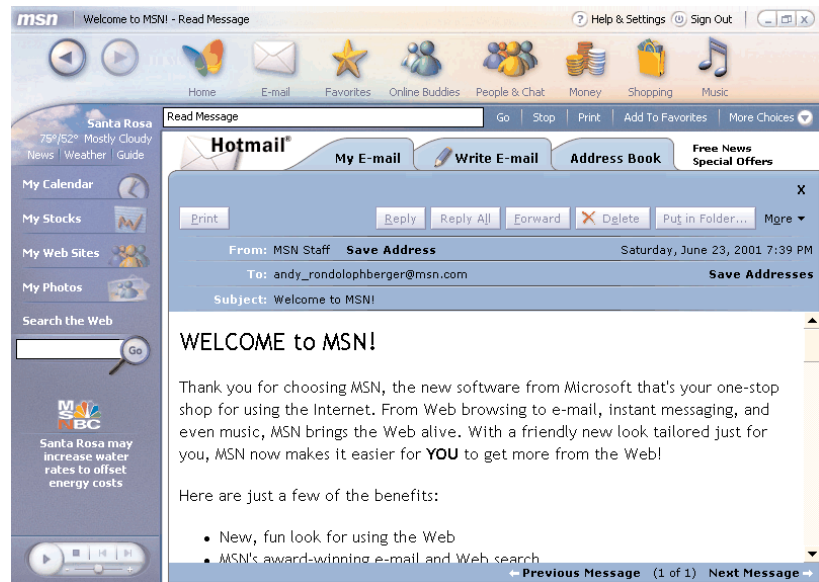 msn Welcome to MSN! - Read Message ? Help & Settings Sign Out
Home E-mail Favorites Online Buddies People & Chat Money Shopping Music
Santa Rosa
75°/52° Mostly Cloudy
News Weather Guide
Read Message Go Stop Print Add To Favorites More Choices
My Calendar
My Stocks
My Web Sites
My Photos
Search the Web
Go
MSNBC
Santa Rosa may
increase water
rates to offset
energy costs
Hotmail® My E-mail Write E-mail Address Book Free News
Special Offers
X
Print Reply Reply All Forward Delete Put in Folder... More
From: MSN Staff Save Address Saturday, June 23, 2001 7:39 PM
To: andy_rondolophberger@msn.com Save Addresses
Subject: Welcome to MSN!
WELCOME to MSN!
Thank you for choosing MSN, the new software from Microsoft that's your one-stop
shop for using the Internet. From Web browsing to e-mail, instant messaging, and
even music, MSN brings the Web alive. With a friendly new look tailored just for
you, MSN now makes it easier for YOU to get more from the Web!
Here are just a few of the benefits:
• New, fun look for using the Web
• MSN's award-winning e-mail and Web search
Previous Message (1 of 1) Next Message